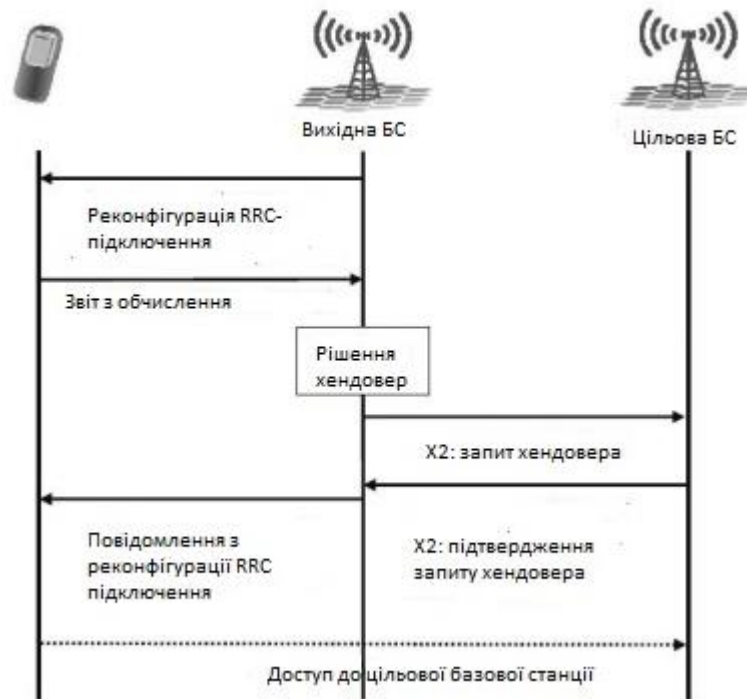 Вихідна БС
Цільова БС
Реконфігурація RRC-
підключення
Звіт з обчислення
Рішення
хендовер
X2: запит хендовера
Повідомлення з
реконфігурації RRC
підключення
X2: підтвердження
запиту хендовера
Доступ до цільової базової станції